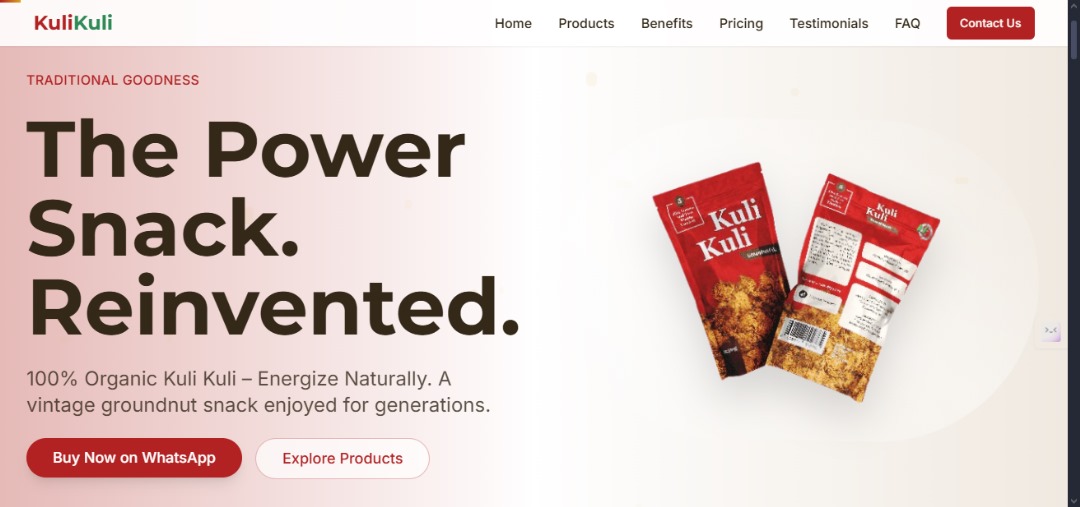 KuliKuli
Home
Products
Benefits
Pricing
Testimonials
FAQ
Contact Us
TRADITIONAL GOODNESS
The Power
Snack.
Reinvented.
100% Organic Kuli Kuli – Energize Naturally. A
vintage groundnut snack enjoyed for generations.
Buy Now on WhatsApp
Explore Products
Kuli
Kuli
Kuli
Kuli